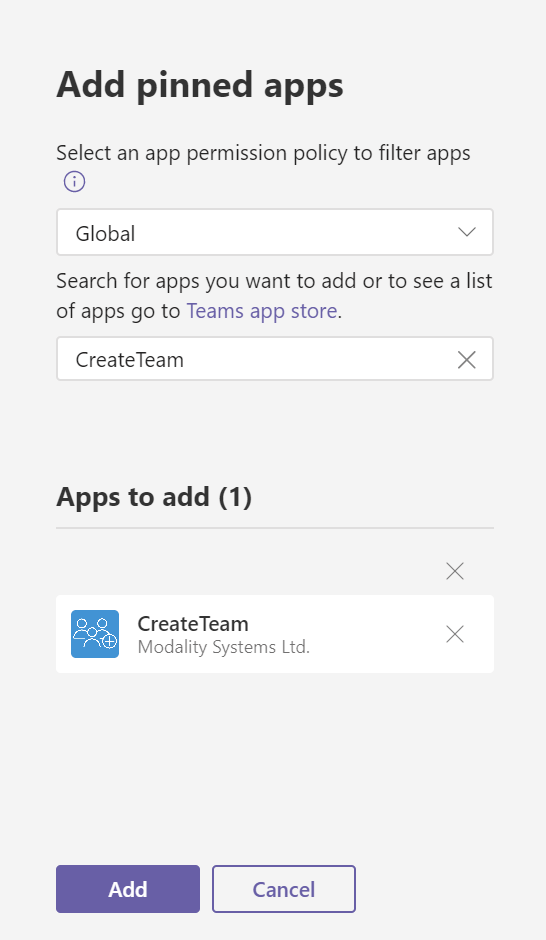 Add pinned apps
Select an app permission policy to filter apps
Global
Search for apps you want to add or to see a list
of apps go to Teams app store.
CreateTeam
Apps to add (1)
CreateTeam
Modality Systems Ltd.
Add
Cancel